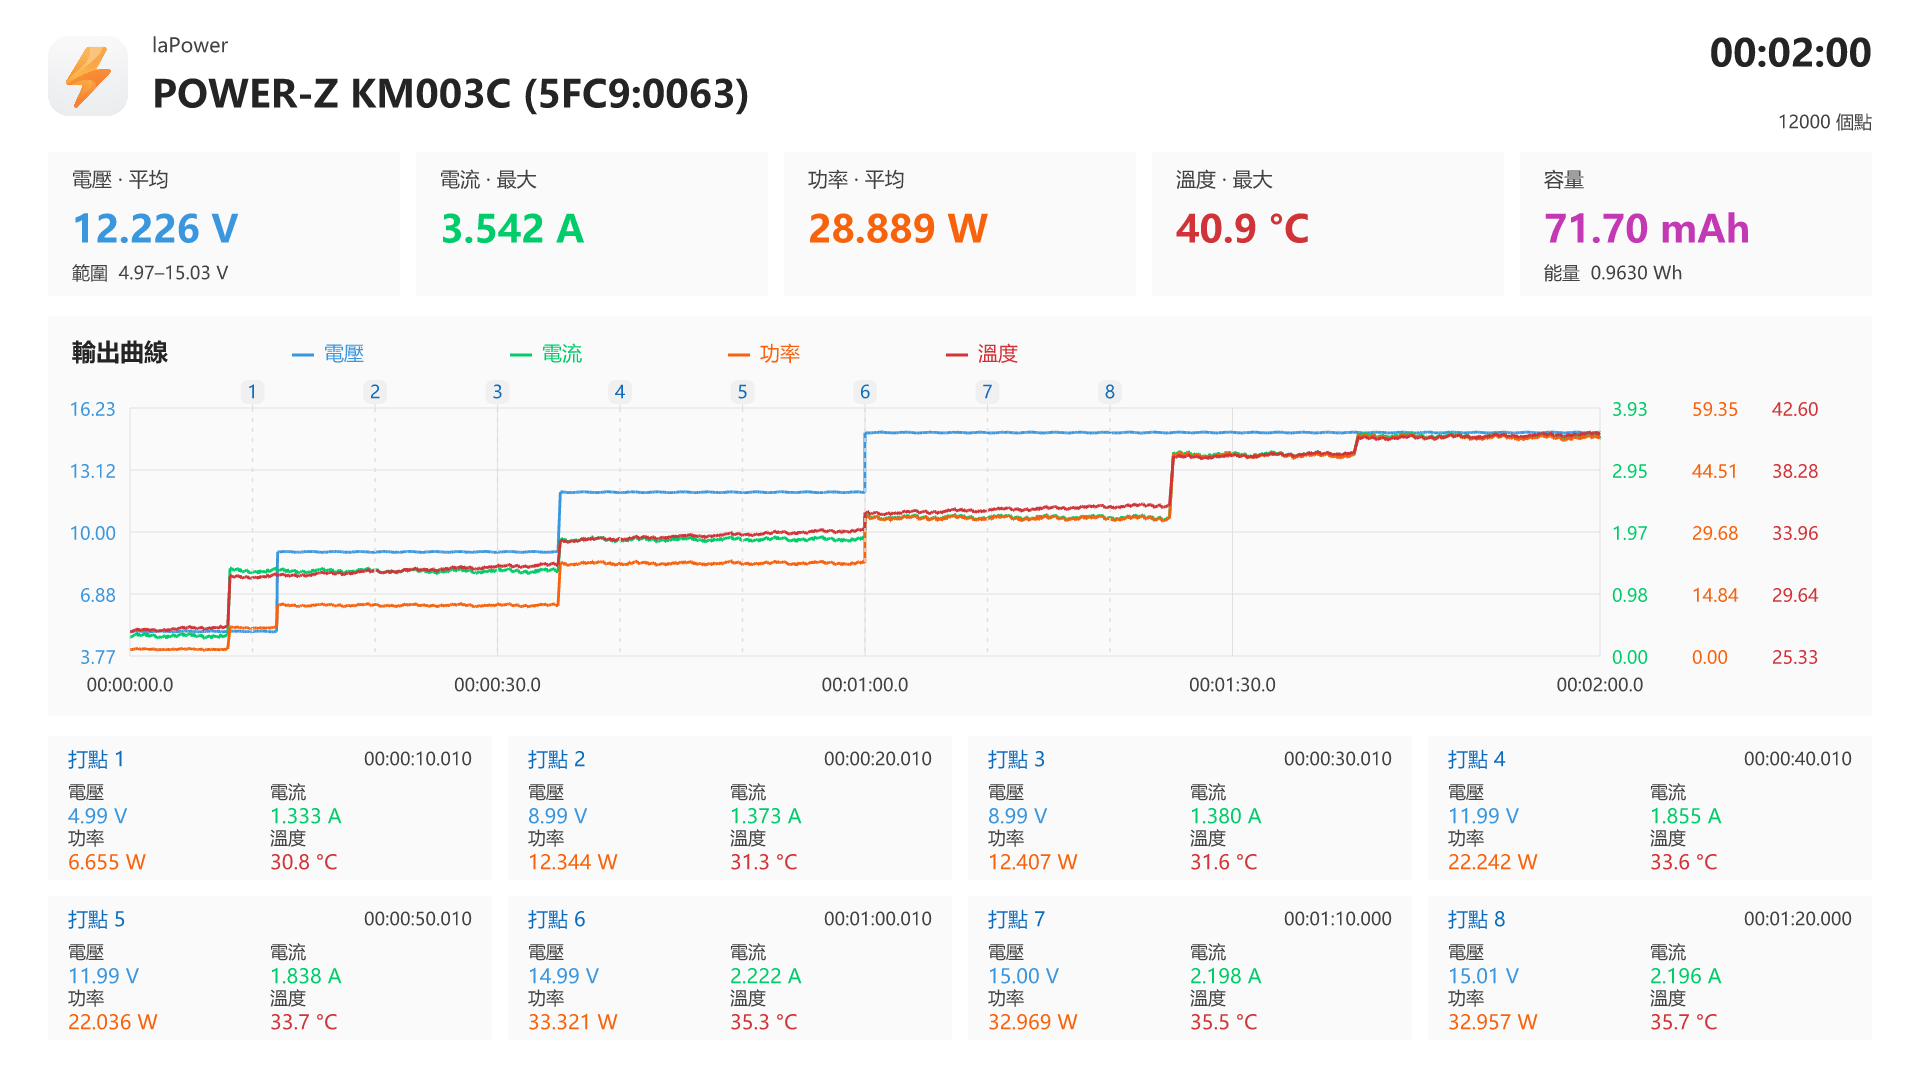 laPower
POWER-Z KM003C (5FC9:0063)
00:02:00
12000 個點
電壓 · 平均
12.226 V
範圍 4.97–15.03 V
電流 · 最大
3.542 A
功率 · 平均
28.889 W
溫度 · 最大
40.9 °C
容量
71.70 mAh
能量 0.9630 Wh
輸出曲線
電壓 電流 功率 溫度
1 2 3 4 5 6 7 8
16.23 3.93 59.35 42.60
13.12 2.95 44.51 38.28
10.00 1.97 29.68 33.96
6.88 0.98 14.84 29.64
3.77 0.00 0.00 25.33
00:00:00.0 00:00:30.0 00:01:00.0 00:01:30.0 00:02:00.0
打點 1 00:00:10.010
電壓 電流
4.99 V 1.333 A
功率 溫度
6.655 W 30.8 °C
打點 2 00:00:20.010
電壓 電流
8.99 V 1.373 A
功率 溫度
12.344 W 31.3 °C
打點 3 00:00:30.010
電壓 電流
8.99 V 1.380 A
功率 溫度
12.407 W 31.6 °C
打點 4 00:00:40.010
電壓 電流
11.99 V 1.855 A
功率 溫度
22.242 W 33.6 °C
打點 5 00:00:50.010
電壓 電流
11.99 V 1.838 A
功率 溫度
22.036 W 33.7 °C
打點 6 00:01:00.010
電壓 電流
14.99 V 2.222 A
功率 溫度
33.321 W 35.3 °C
打點 7 00:01:10.000
電壓 電流
15.00 V 2.198 A
功率 溫度
32.969 W 35.5 °C
打點 8 00:01:20.000
電壓 電流
15.01 V 2.196 A
功率 溫度
32.957 W 35.7 °C